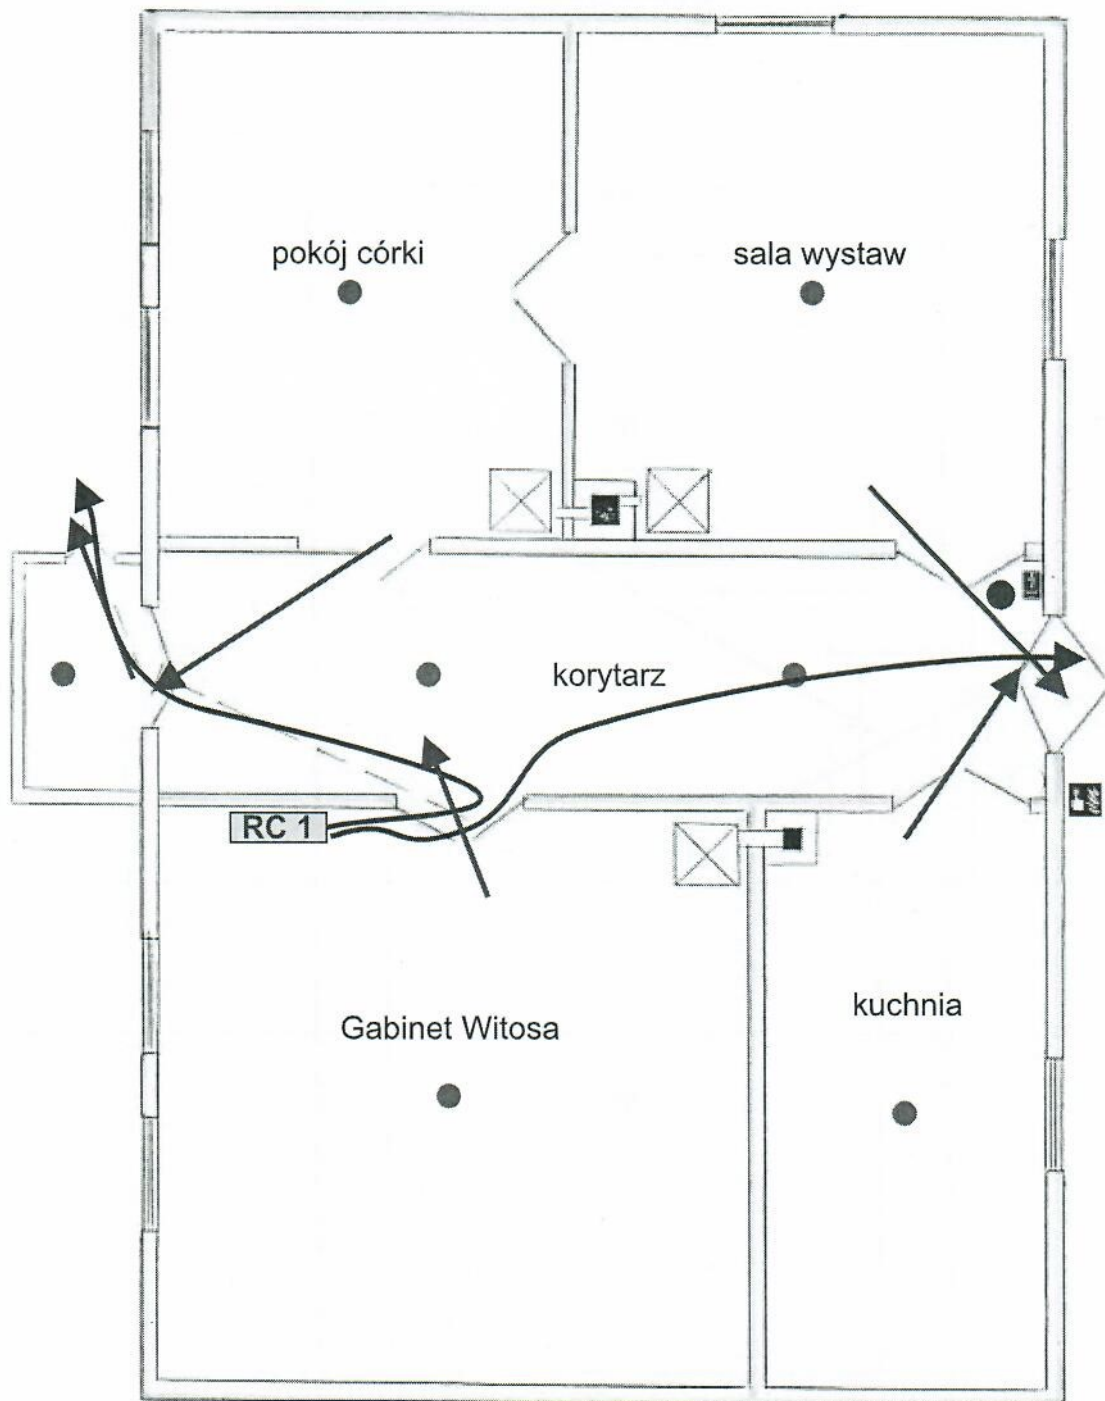 pokój córki
sala wystaw
korytarz
RC 1
Gabinet Witosa
kuchnia